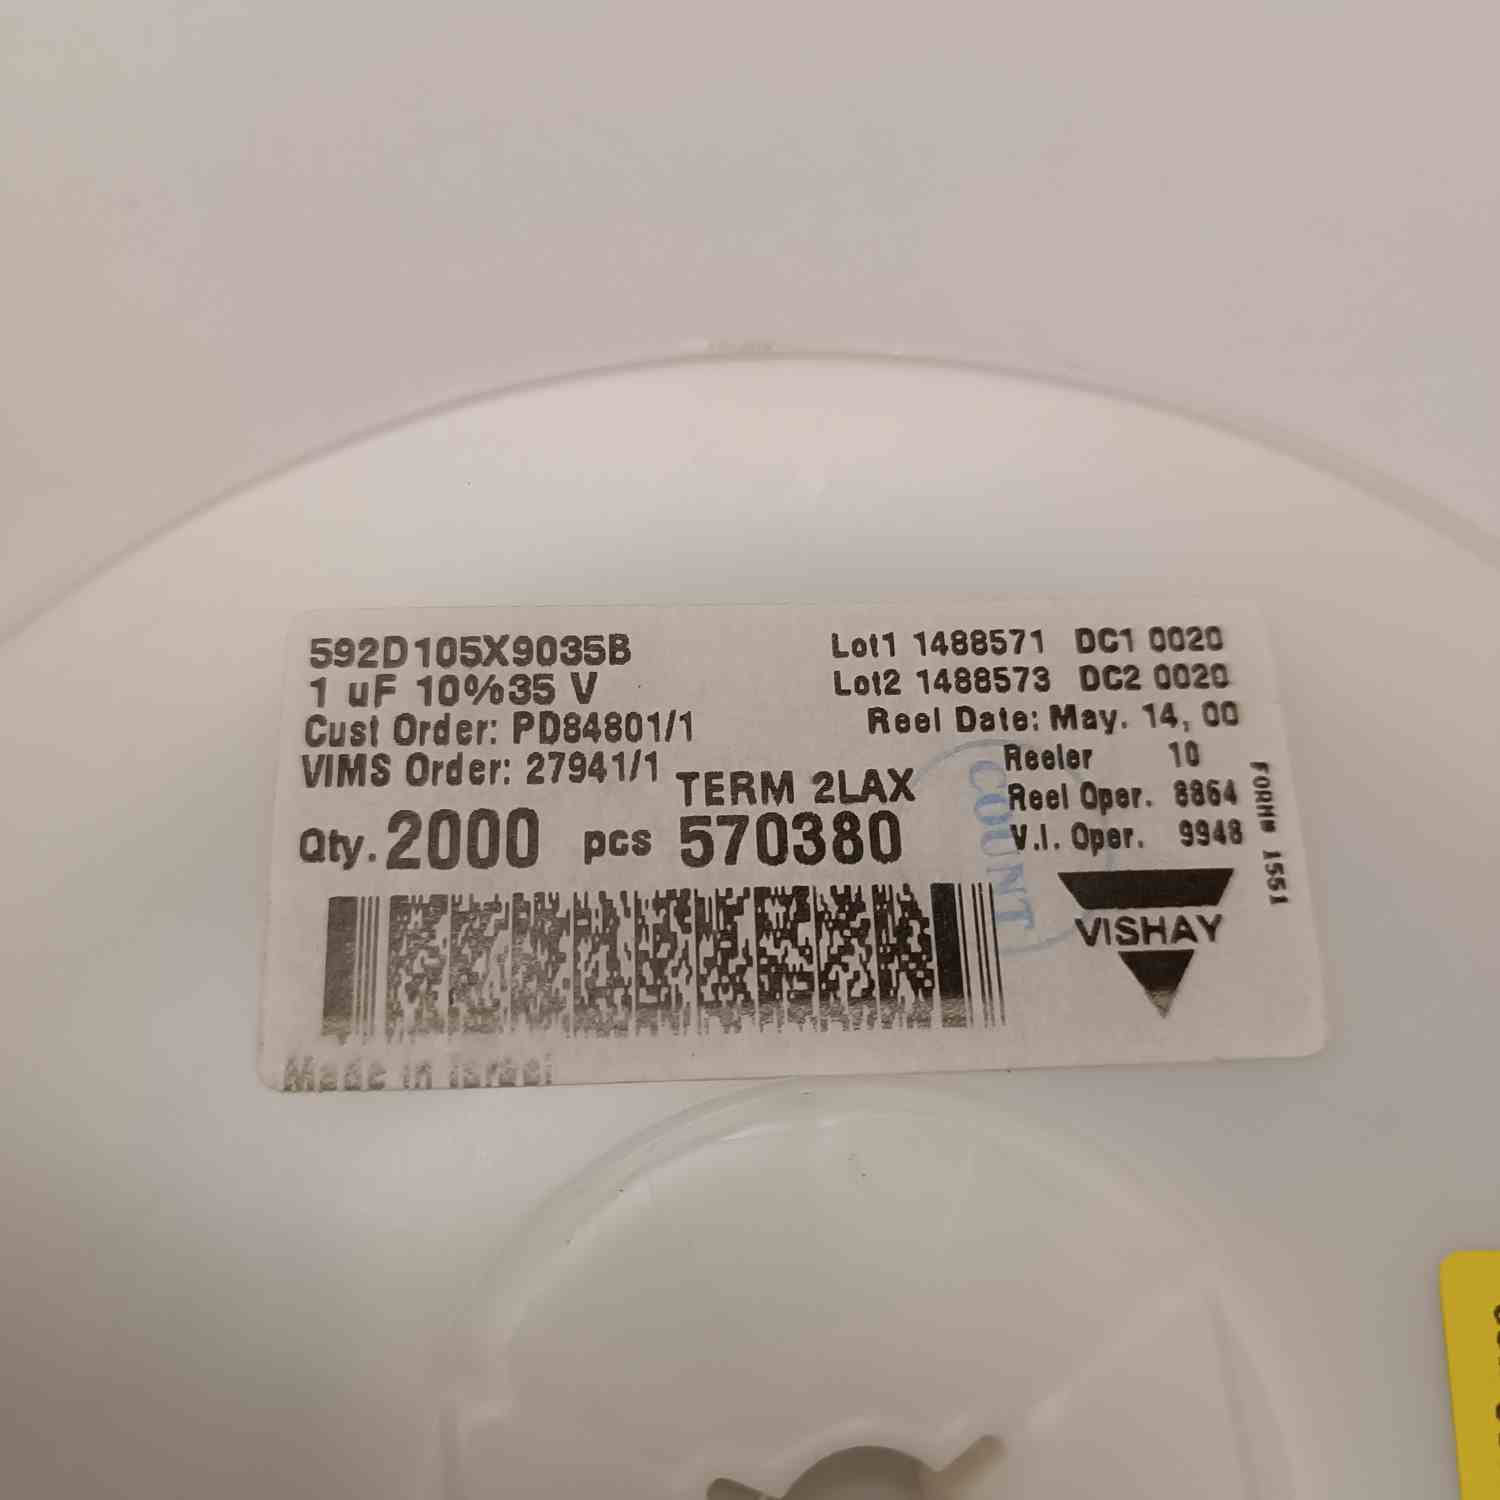 592D105X9035B
1 uF 10%35 V
Cust Order: PD84801/1
VIMS Order: 27941/1
TERM 2LAX
Qty. 2000 pcs 570380
Lot1 1488571 DC1 0020
Lot2 1488573 DC2 0020
Reel Date: May. 14, 00
Reeler 10
Reel Oper. 8864
V.I. Oper. 9948
FORM# 1551
COUNT
VISHAY
Made in Israel